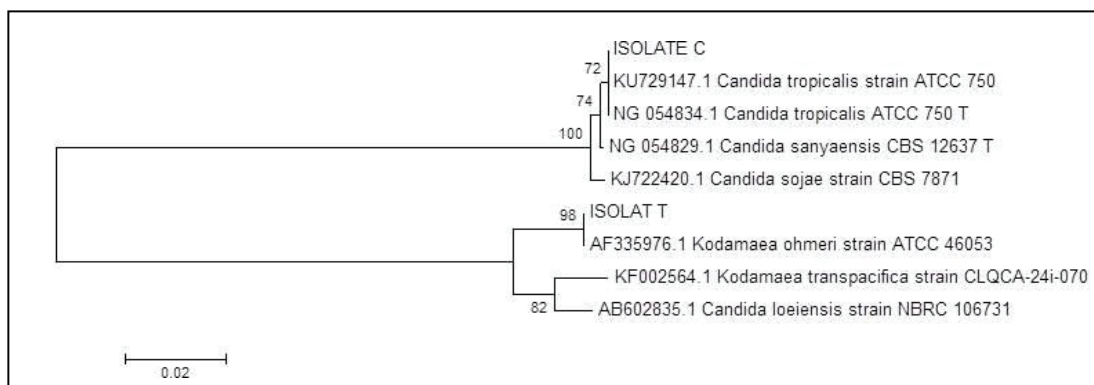 ISOLATE C
72
KU729147.1 Candida tropicalis strain ATCC 750
74
NG 054834.1 Candida tropicalis ATCC 750 T
100
NG 054829.1 Candida sanyaensis CBS 12637 T
KJ722420.1 Candida sojae strain CBS 7871
ISOLAT T
98
AF335976.1 Kodamaea ohmeri strain ATCC 46053
KF002564.1 Kodamaea transpacifica strain CLQCA-24i-070
82
AB602835.1 Candida loeiensis strain NBRC 106731
0.02